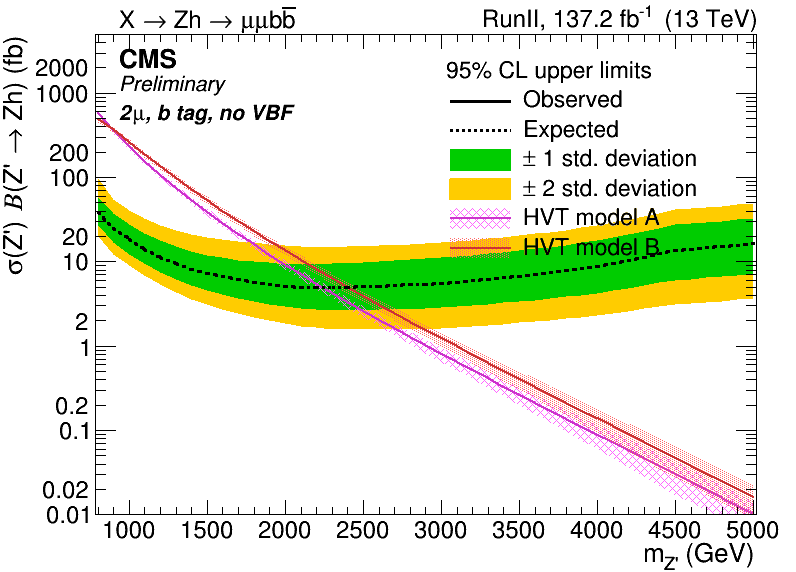 X → Zh → μμbb̅
RunII, 137.2 fb⁻¹ (13 TeV)
CMS
Preliminary
2μ, b tag, no VBF
95% CL upper limits
Observed
Expected
± 1 std. deviation
± 2 std. deviation
HVT model A
HVT model B
σ(Z') B(Z' → Zh) (fb)
2000
1000
200
100
20
10
2
1
0.2
0.1
0.02
0.01
1000 1500 2000 2500 3000 3500 4000 4500 5000
m_Z' (GeV)